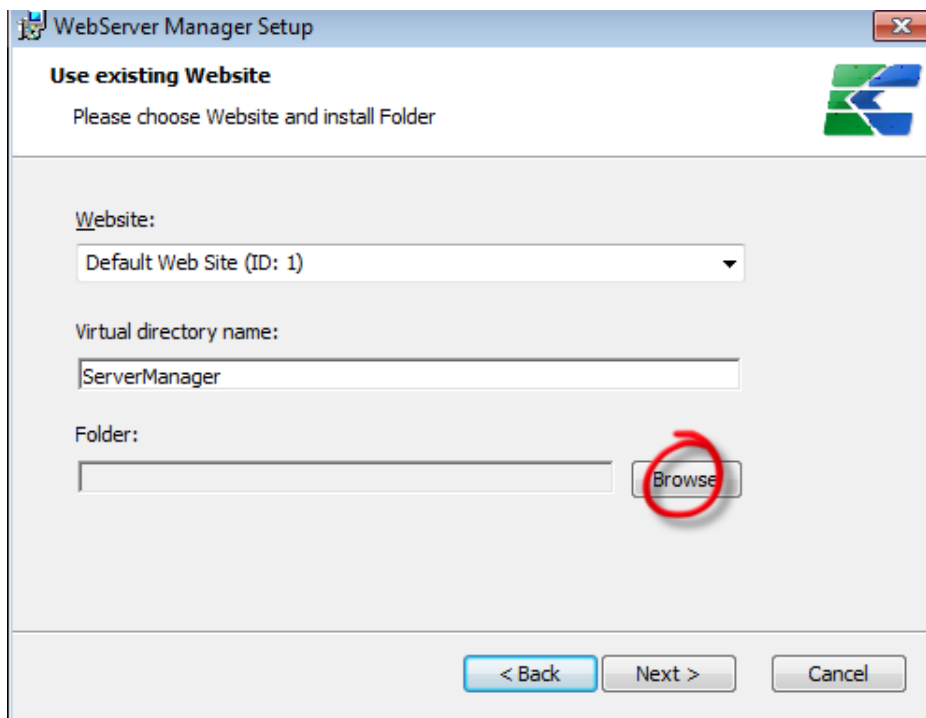 WebServer Manager Setup
Use existing Website
Please choose Website and install Folder
Website:
Default Web Site (ID: 1)
Virtual directory name:
ServerManager
Folder:
Browse
< Back
Next >
Cancel